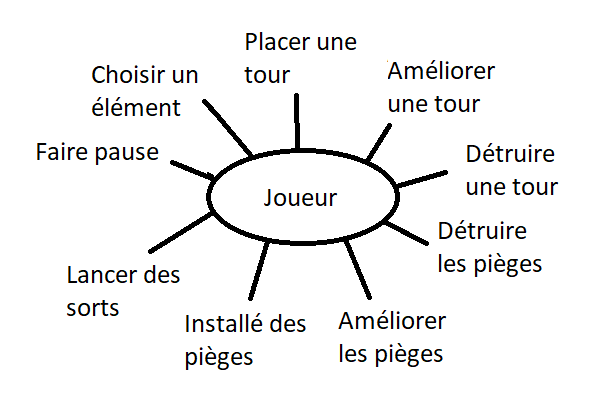 Placer une
tour
Choisir un
élément
Améliorer
une tour
Faire pause
Détruire
une tour
Joueur
Détruire
les pièges
Lancer des
sorts
Installé des
pièges
Améliorer
les pièges